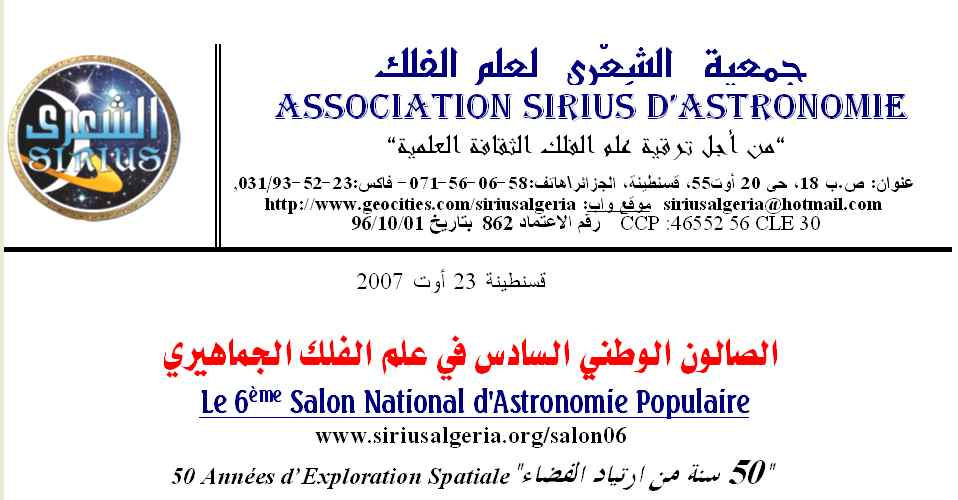 الشعرى
SIRIUS
جمعية الشِعْرى لعلم الفلك
ASSOCIATION SIRIUS D'ASTRONOMIE
“من أجل ترقية علم الفلك الثقافة العلمية”
عنوان: ص.ب 18، حى 20 أوت55، قسنطينة، الجزائر\هاتف:58-06-56-071- فاكس:23-52-93/031,
http://www.geocities.com/siriusalgeria :موقع واب siriusalgeria@hotmail.com
رقم الاعتماد 862 بتاريخ 96/10/01 CCP :46552 56 CLE 30
قسنطينة 23 أوت 2007
الصالون الوطني السادس في علم الفلك الجماهيري
Le 6ème Salon National d'Astronomie Populaire
www.siriusalgeria.org/salon06
50 Années d’Exploration Spatiale "50 سنة من ارتياد الفضاء"